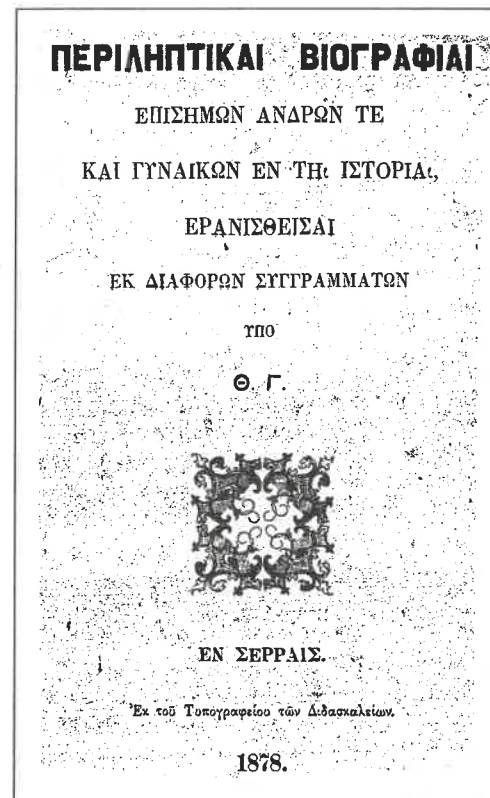 ΠΕΡΙΛΗΠΤΙΚΑΙ ΒΙΟΓΡΑΦΙΑΙ
ΕΠΙΣΗΜΩΝ ΑΝΔΡΩΝ ΤΕ
ΚΑΙ ΓΥΝΑΙΚΩΝ ΕΝ ΤΗι ΙΣΤΟΡΙΑι,
ΕΡΑΝΙΣΘΕΙΣΑΙ
ΕΚ ΔΙΑΦΟΡΩΝ ΣΥΓΓΡΑΜΜΑΤΩΝ
ΥΠΟ
Θ. Γ.
ΕΝ ΣΕΡΡΑΙΣ.
Ἐκ τοῦ Τυπογραφείου τῶν Διδασκαλείων.
1878.